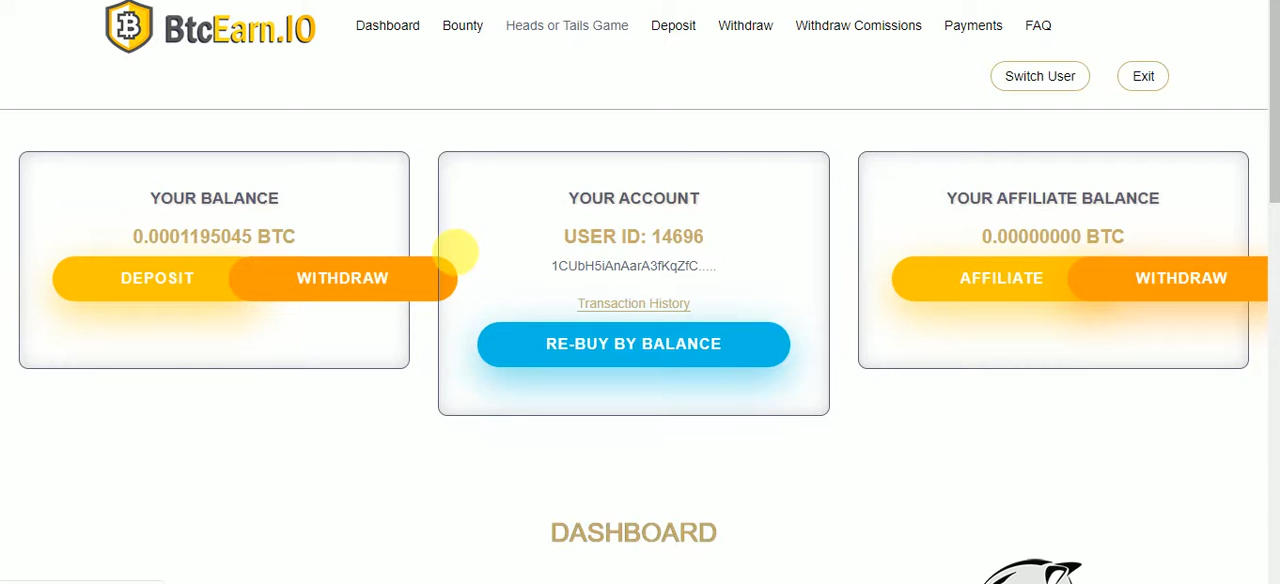 BtcEarn.IO
Dashboard Bounty Heads or Tails Game Deposit Withdraw Withdraw Comissions Payments FAQ
Switch User Exit
YOUR BALANCE
0.0001195045 BTC
DEPOSIT WITHDRAW
YOUR ACCOUNT
USER ID: 14696
1CUbH5iAnAarA3fKqZfC.....
Transaction History
RE-BUY BY BALANCE
YOUR AFFILIATE BALANCE
0.00000000 BTC
AFFILIATE WITHDRAW
DASHBOARD